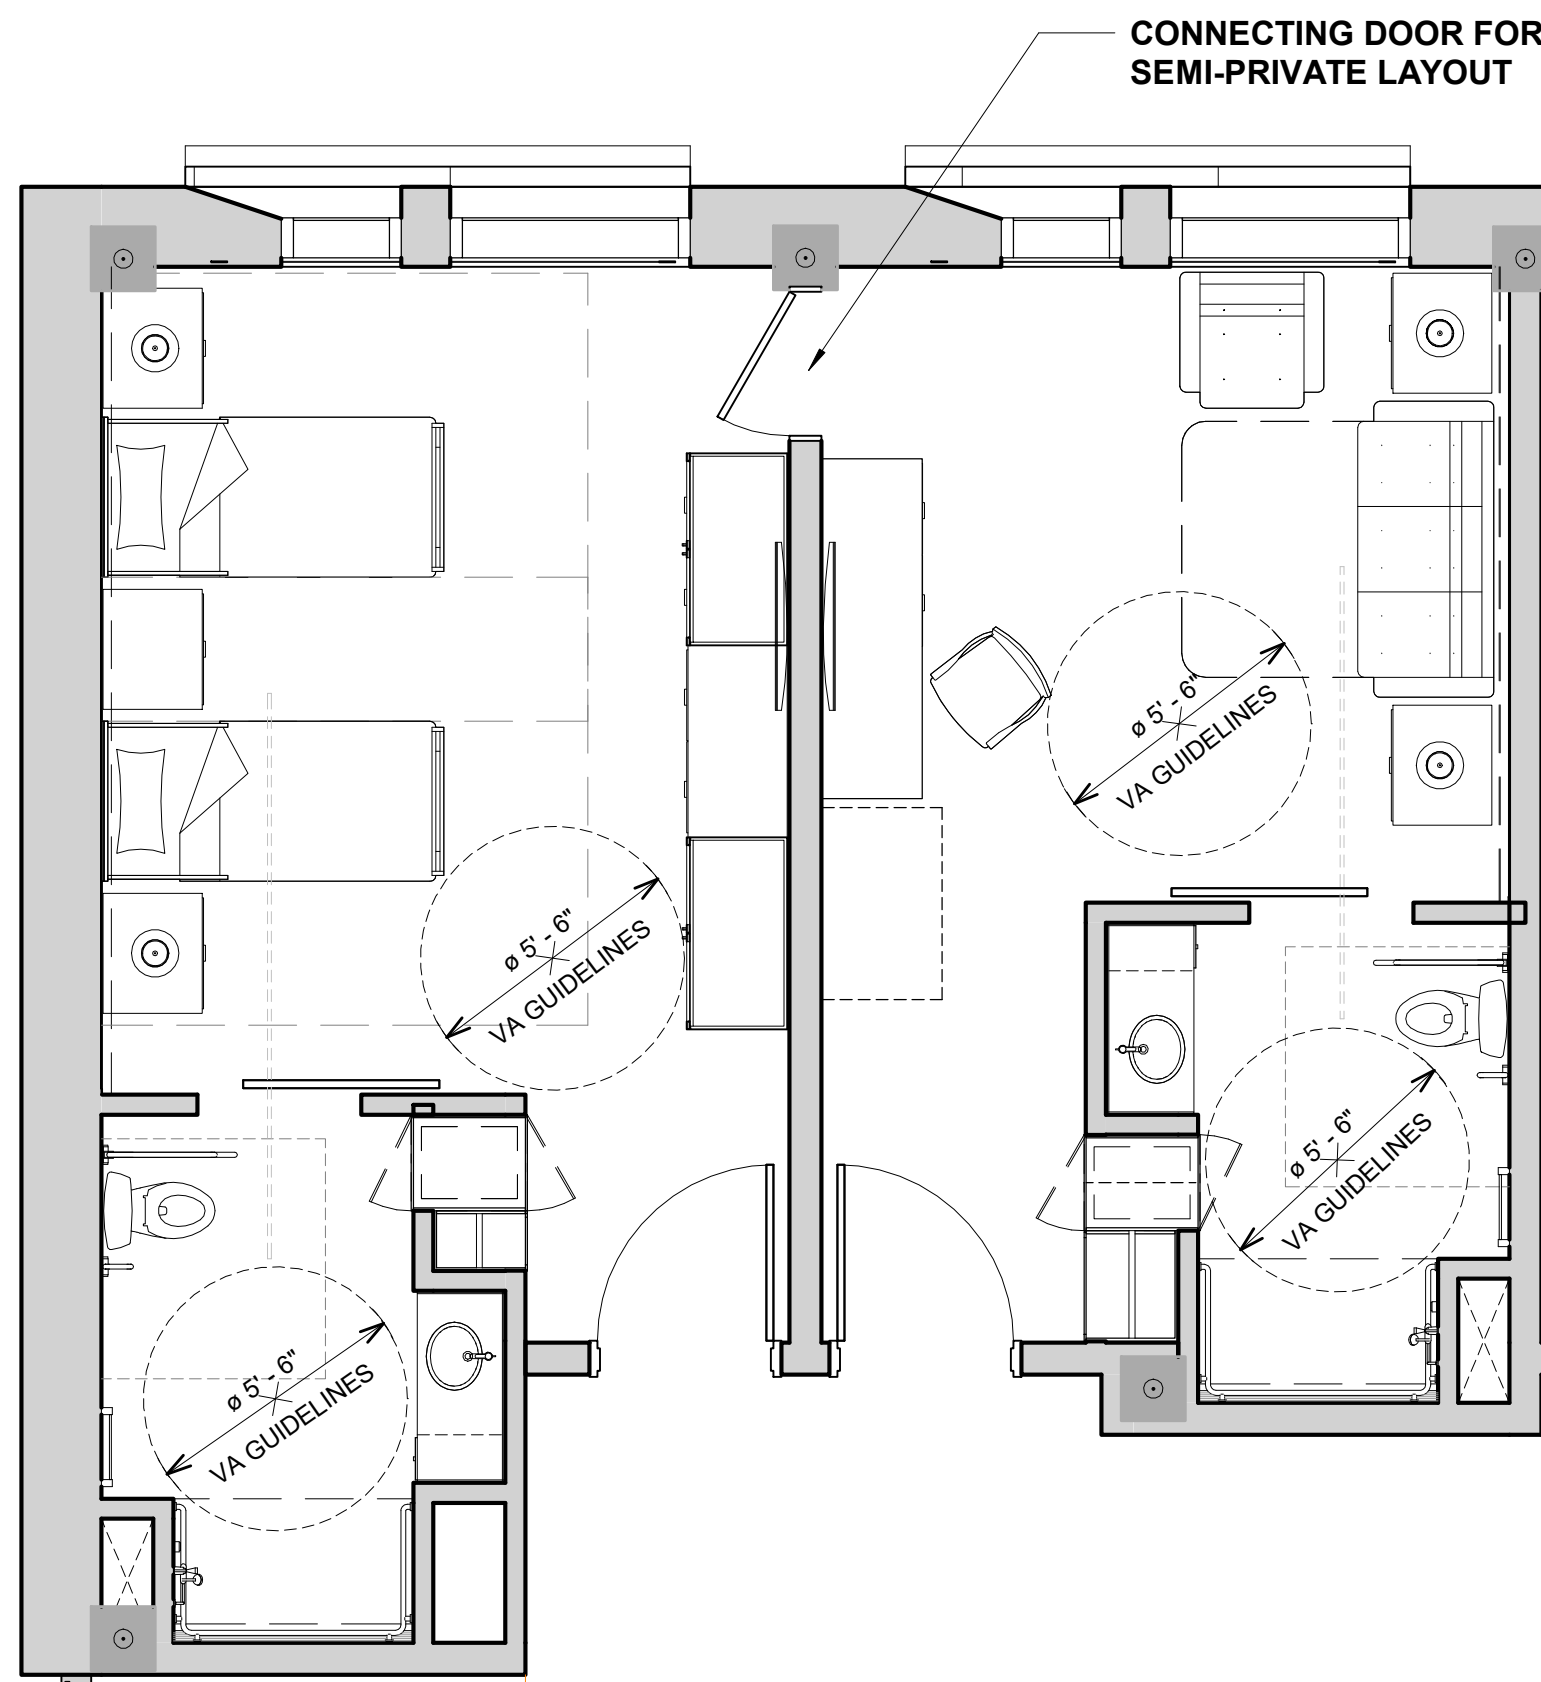 CONNECTING DOOR FOR
SEMI-PRIVATE LAYOUT
ø 5' - 6"
VA GUIDELINES
ø 5' - 6"
VA GUIDELINES
ø 5' - 6"
VA GUIDELINES
ø 5' - 6"
VA GUIDELINES